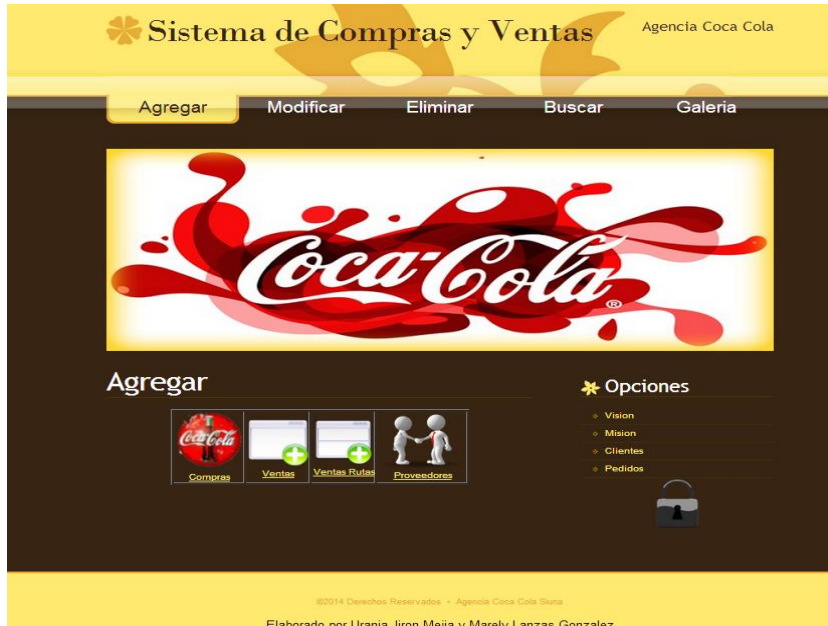 Sistema de Compras y Ventas
Agencia Coca Cola
Agregar
Modificar
Eliminar
Buscar
Galeria
Coca-Cola®
Agregar
Coca-Cola
Compras
Ventas
Ventas Rutas
Proveedores
Opciones
Vision
Mision
Clientes
Pedidos
©2014 Derechos Reservados • Agencia Coca Cola Siuna
Elaborado por Urania Jiron Mejia y Marely Lanzas Gonzalez